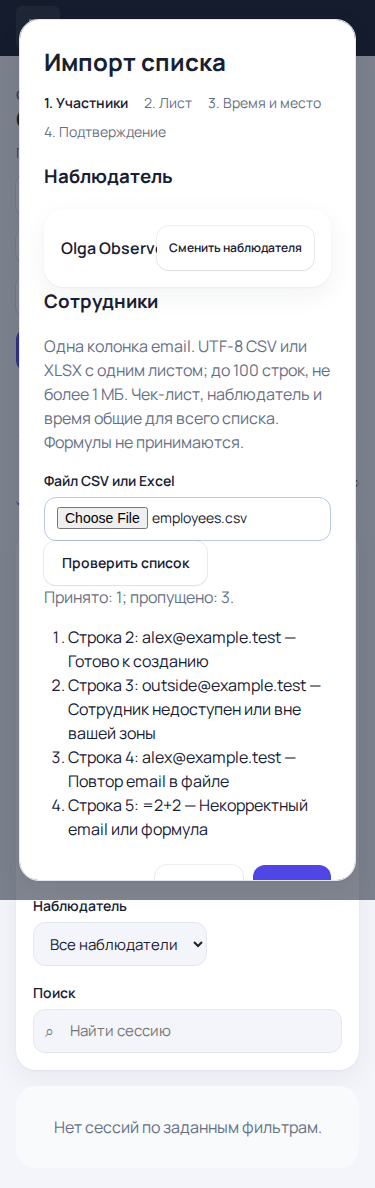 Импорт списка
1. Участники 2. Лист 3. Время и место
4. Подтверждение
Наблюдатель
Olga Observe
Сменить наблюдателя
Сотрудники
Одна колонка email. UTF-8 CSV или
XLSX с одним листом; до 100 строк, не
более 1 МБ. Чек-лист, наблюдатель и
время общие для всего списка.
Формулы не принимаются.
Файл CSV или Excel
Choose File employees.csv
Проверить список
Принято: 1; пропущено: 3.
1. Строка 2: alex@example.test —
Готово к созданию
2. Строка 3: outside@example.test —
Сотрудник недоступен или вне
вашей зоны
3. Строка 4: alex@example.test —
Повтор email в файле
4. Строка 5: =2+2 — Некорректный
email или формула
Наблюдатель
Все наблюдатели
Поиск
Найти сессию
Нет сессий по заданным фильтрам.